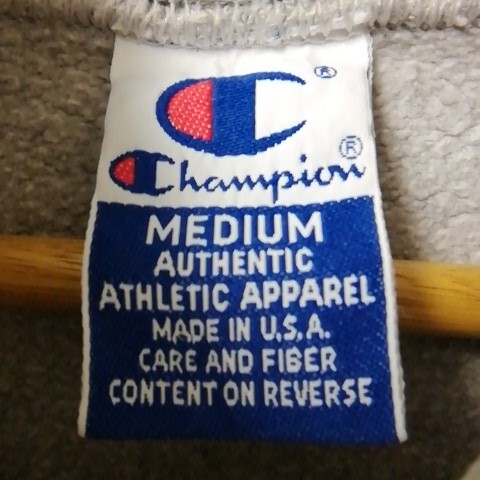 ®
Champion®
MEDIUM
AUTHENTIC
ATHLETIC APPAREL
MADE IN U.S.A.
CARE AND FIBER
CONTENT ON REVERSE